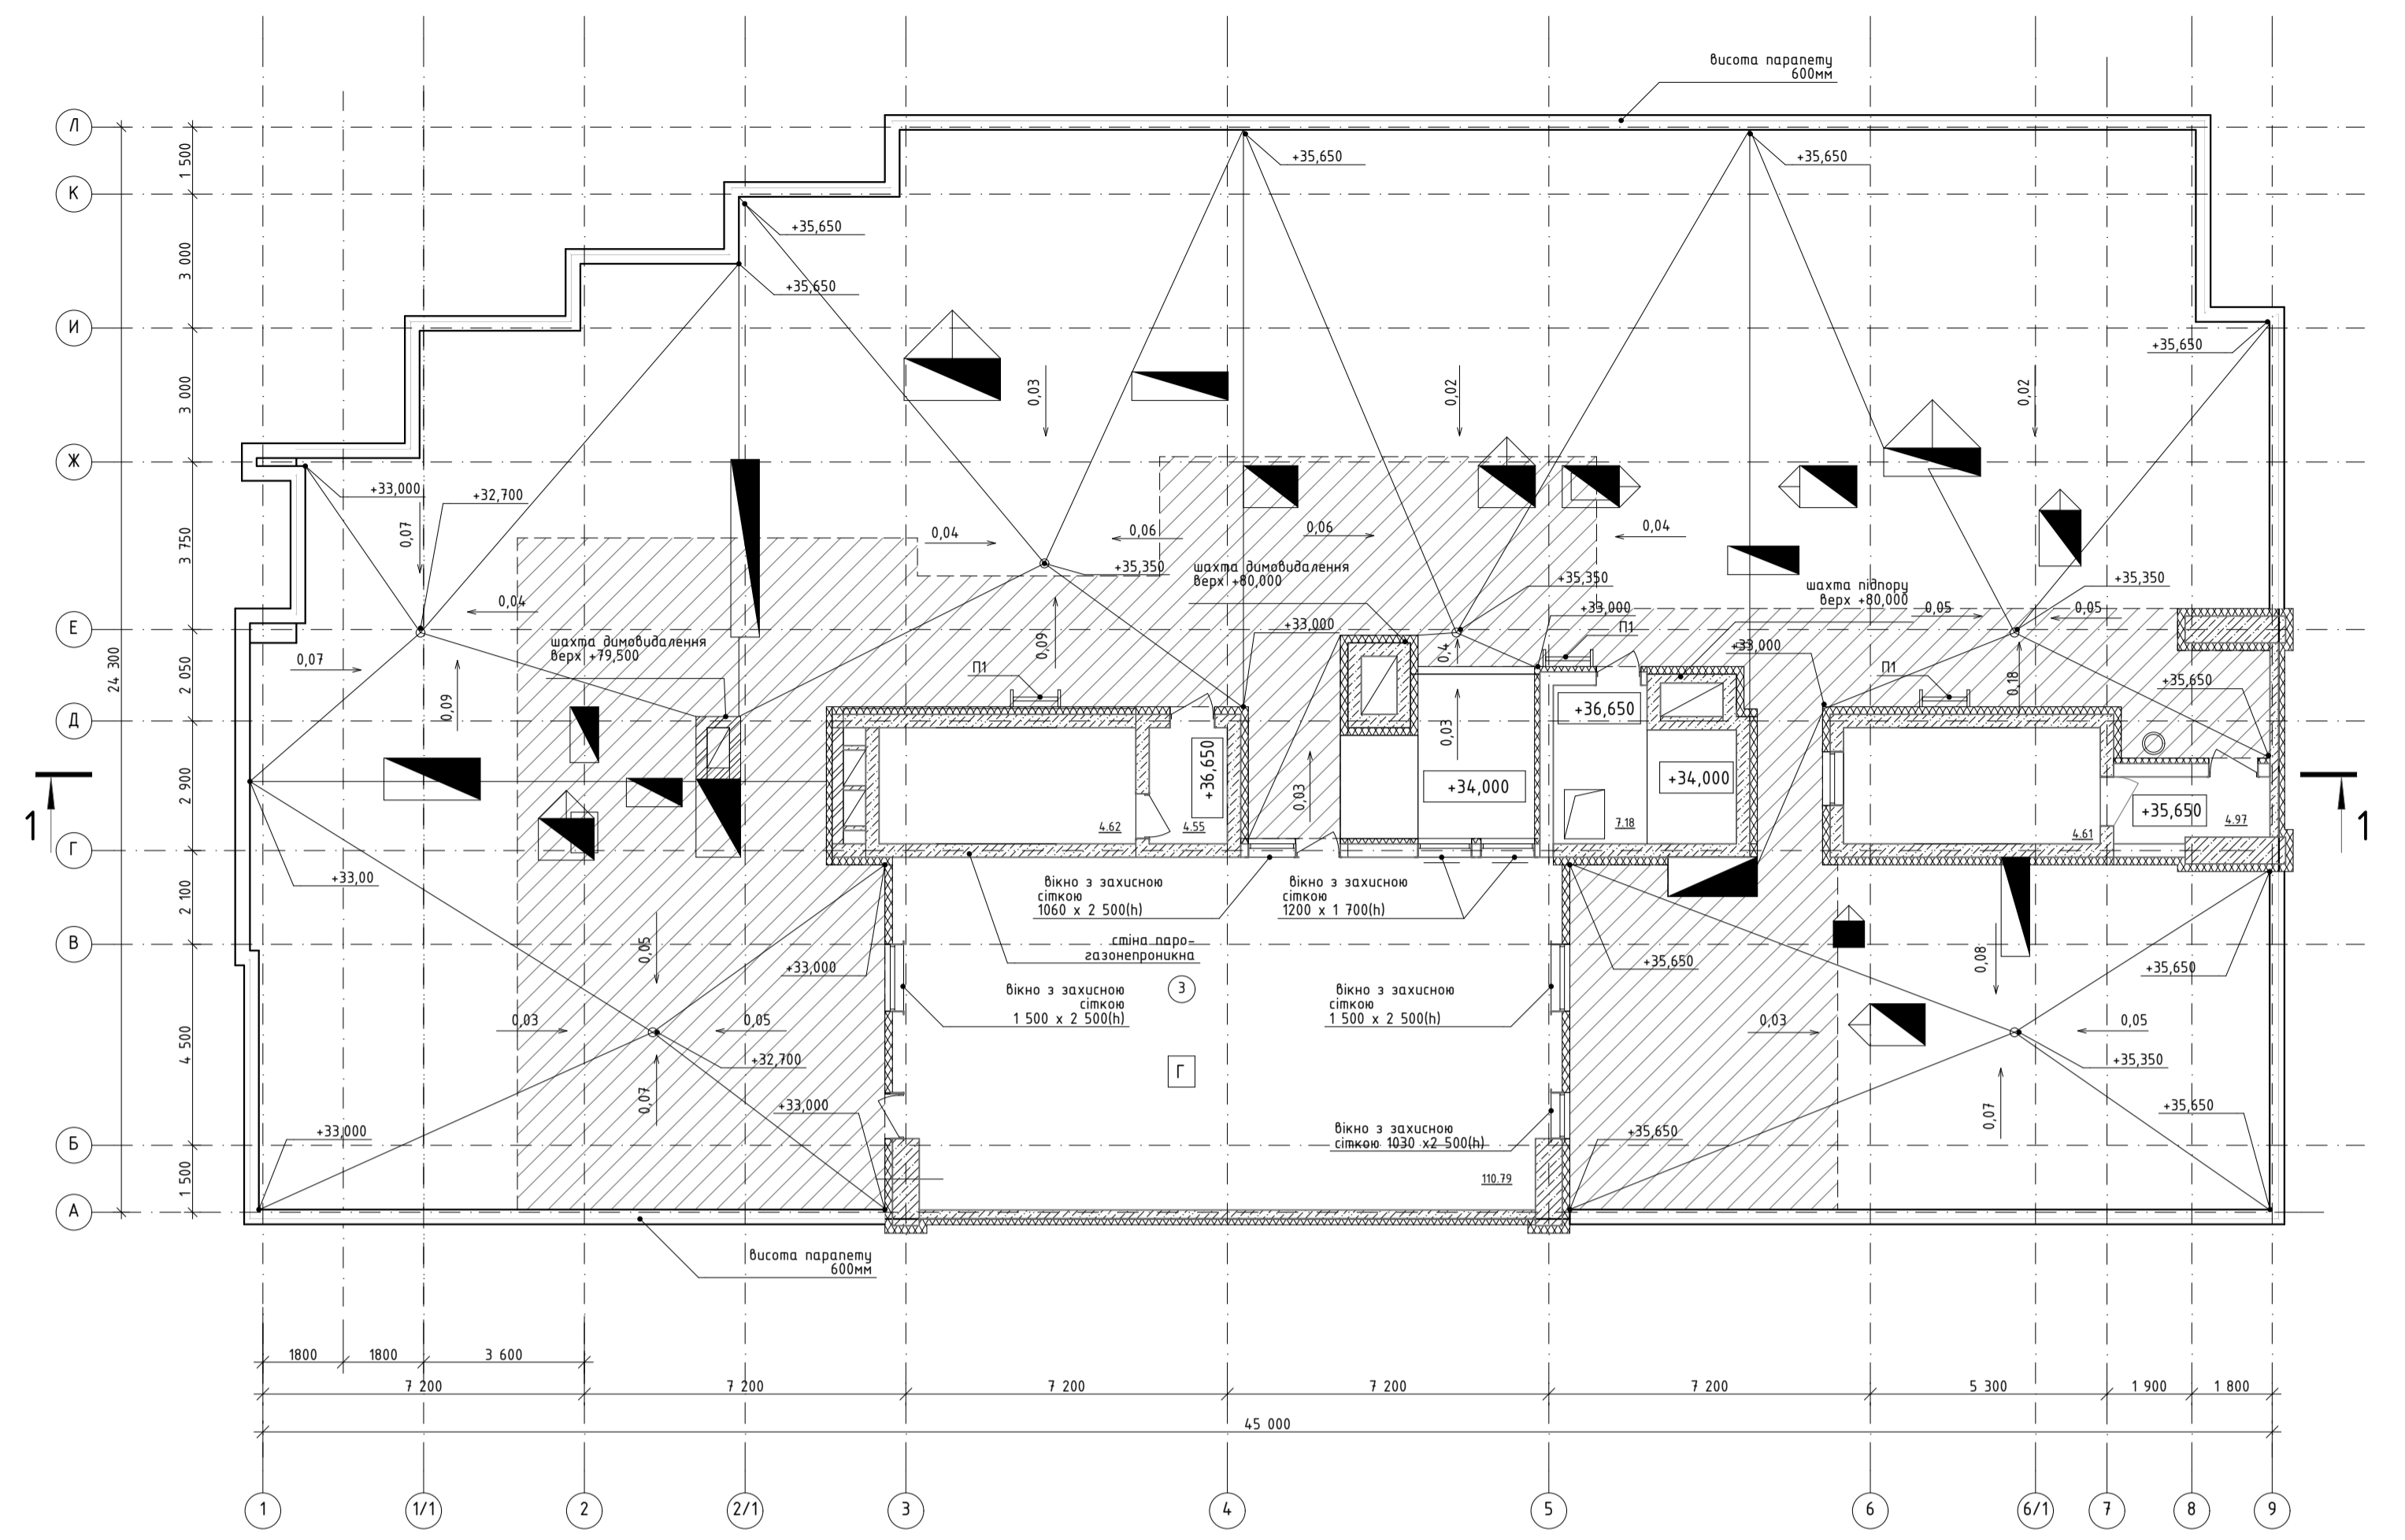 висота парапету
600мм
Л
К
И
Ж
Е
Д
Г
В
Б
А
1 500
3 000
3 000
3 750
2 050
2 900
2 100
4 500
1 500
24 300
+35,650
+35,650
+35,650
+35,650
+35,650
0,03
0,02
0,02
+33,000
+32,700
0,07
0,04
0,06
0,06
0,04
+35,350
шахта димовидалення
верх +80,000
+35,350
шахта підпору
верх +80,000
+35,350
0,05
0,05
0,04
0,07
0,09
шахта димовидалення
верх +79,500
П1
0,09
+33,000
0,4
+33,000
П1
+33,000
П1
0,18
+35,650
+36,650
+36,650
0,03
0,03
+34,000
+34,000
+35,650
4.62
4.55
7.18
4.61
4.97
1
1
+33,00
вікно з захисною
сіткою
1060 х 2 500(h)
вікно з захисною
сіткою
1200 х 1 700(h)
стіна паро-
газонепроникна
0,05
+33,000
З
+35,650
0,08
+35,650
вікно з захисною
сіткою
1 500 х 2 500(h)
вікно з захисною
сіткою
1 500 х 2 500(h)
0,03
0,05
0,03
0,05
+32,700
+35,350
Г
0,07
+33,000
+33,000
вікно з захисною
сіткою 1030 х2 500(h)
+35,650
0,07
+35,650
110.79
висота парапету
600мм
1800
1800
3 600
7 200
7 200
7 200
7 200
7 200
5 300
1 900
1 800
45 000
1
1/1
2
2/1
3
4
5
6
6/1
7
8
9